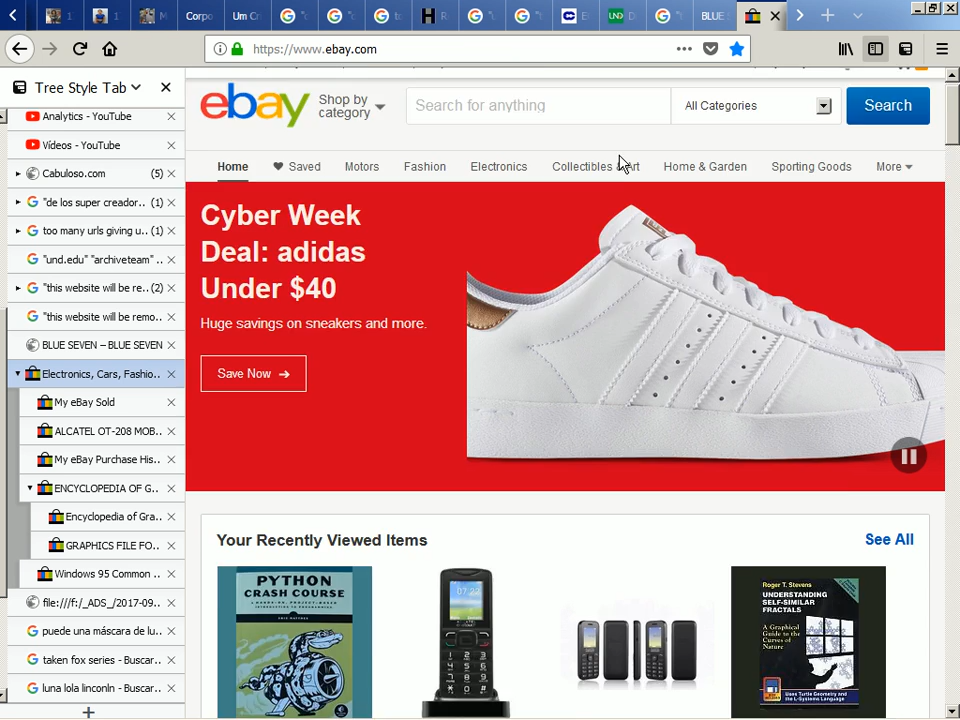 Corpo
Um Cr
BLUE
https://www.ebay.com
Tree Style Tab
Analytics - YouTube
Vídeos - YouTube
Cabuloso.com (5)
"de los super creador.. (1)
too many urls giving u.. (1)
"und.edu" "archiveteam" ..
"this website will be re.. (2)
"this website will be remo..
BLUE SEVEN – BLUE SEVEN
Electronics, Cars, Fashio..
My eBay Sold
ALCATEL OT-208 MOB..
My eBay Purchase His..
ENCYCLOPEDIA OF G..
Encyclopedia of Gra..
GRAPHICS FILE FO..
Windows 95 Common ..
file:///f:/_ADS_/2017-09..
puede una máscara de lu..
taken fox series - Buscar..
luna lola linconln - Buscar..
ebay
Shop by
category
Search for anything
All Categories
Search
Home
Saved
Motors
Fashion
Electronics
Collectibles & Art
Home & Garden
Sporting Goods
More
Cyber Week
Deal: adidas
Under $40
Huge savings on sneakers and more.
Save Now →
Your Recently Viewed Items
See All
PYTHON
CRASH COURSE
Roger T. Stevens
UNDERSTANDING
SELF-SIMILAR
FRACTALS
A Graphical
Guide to the
Curves of
Nature